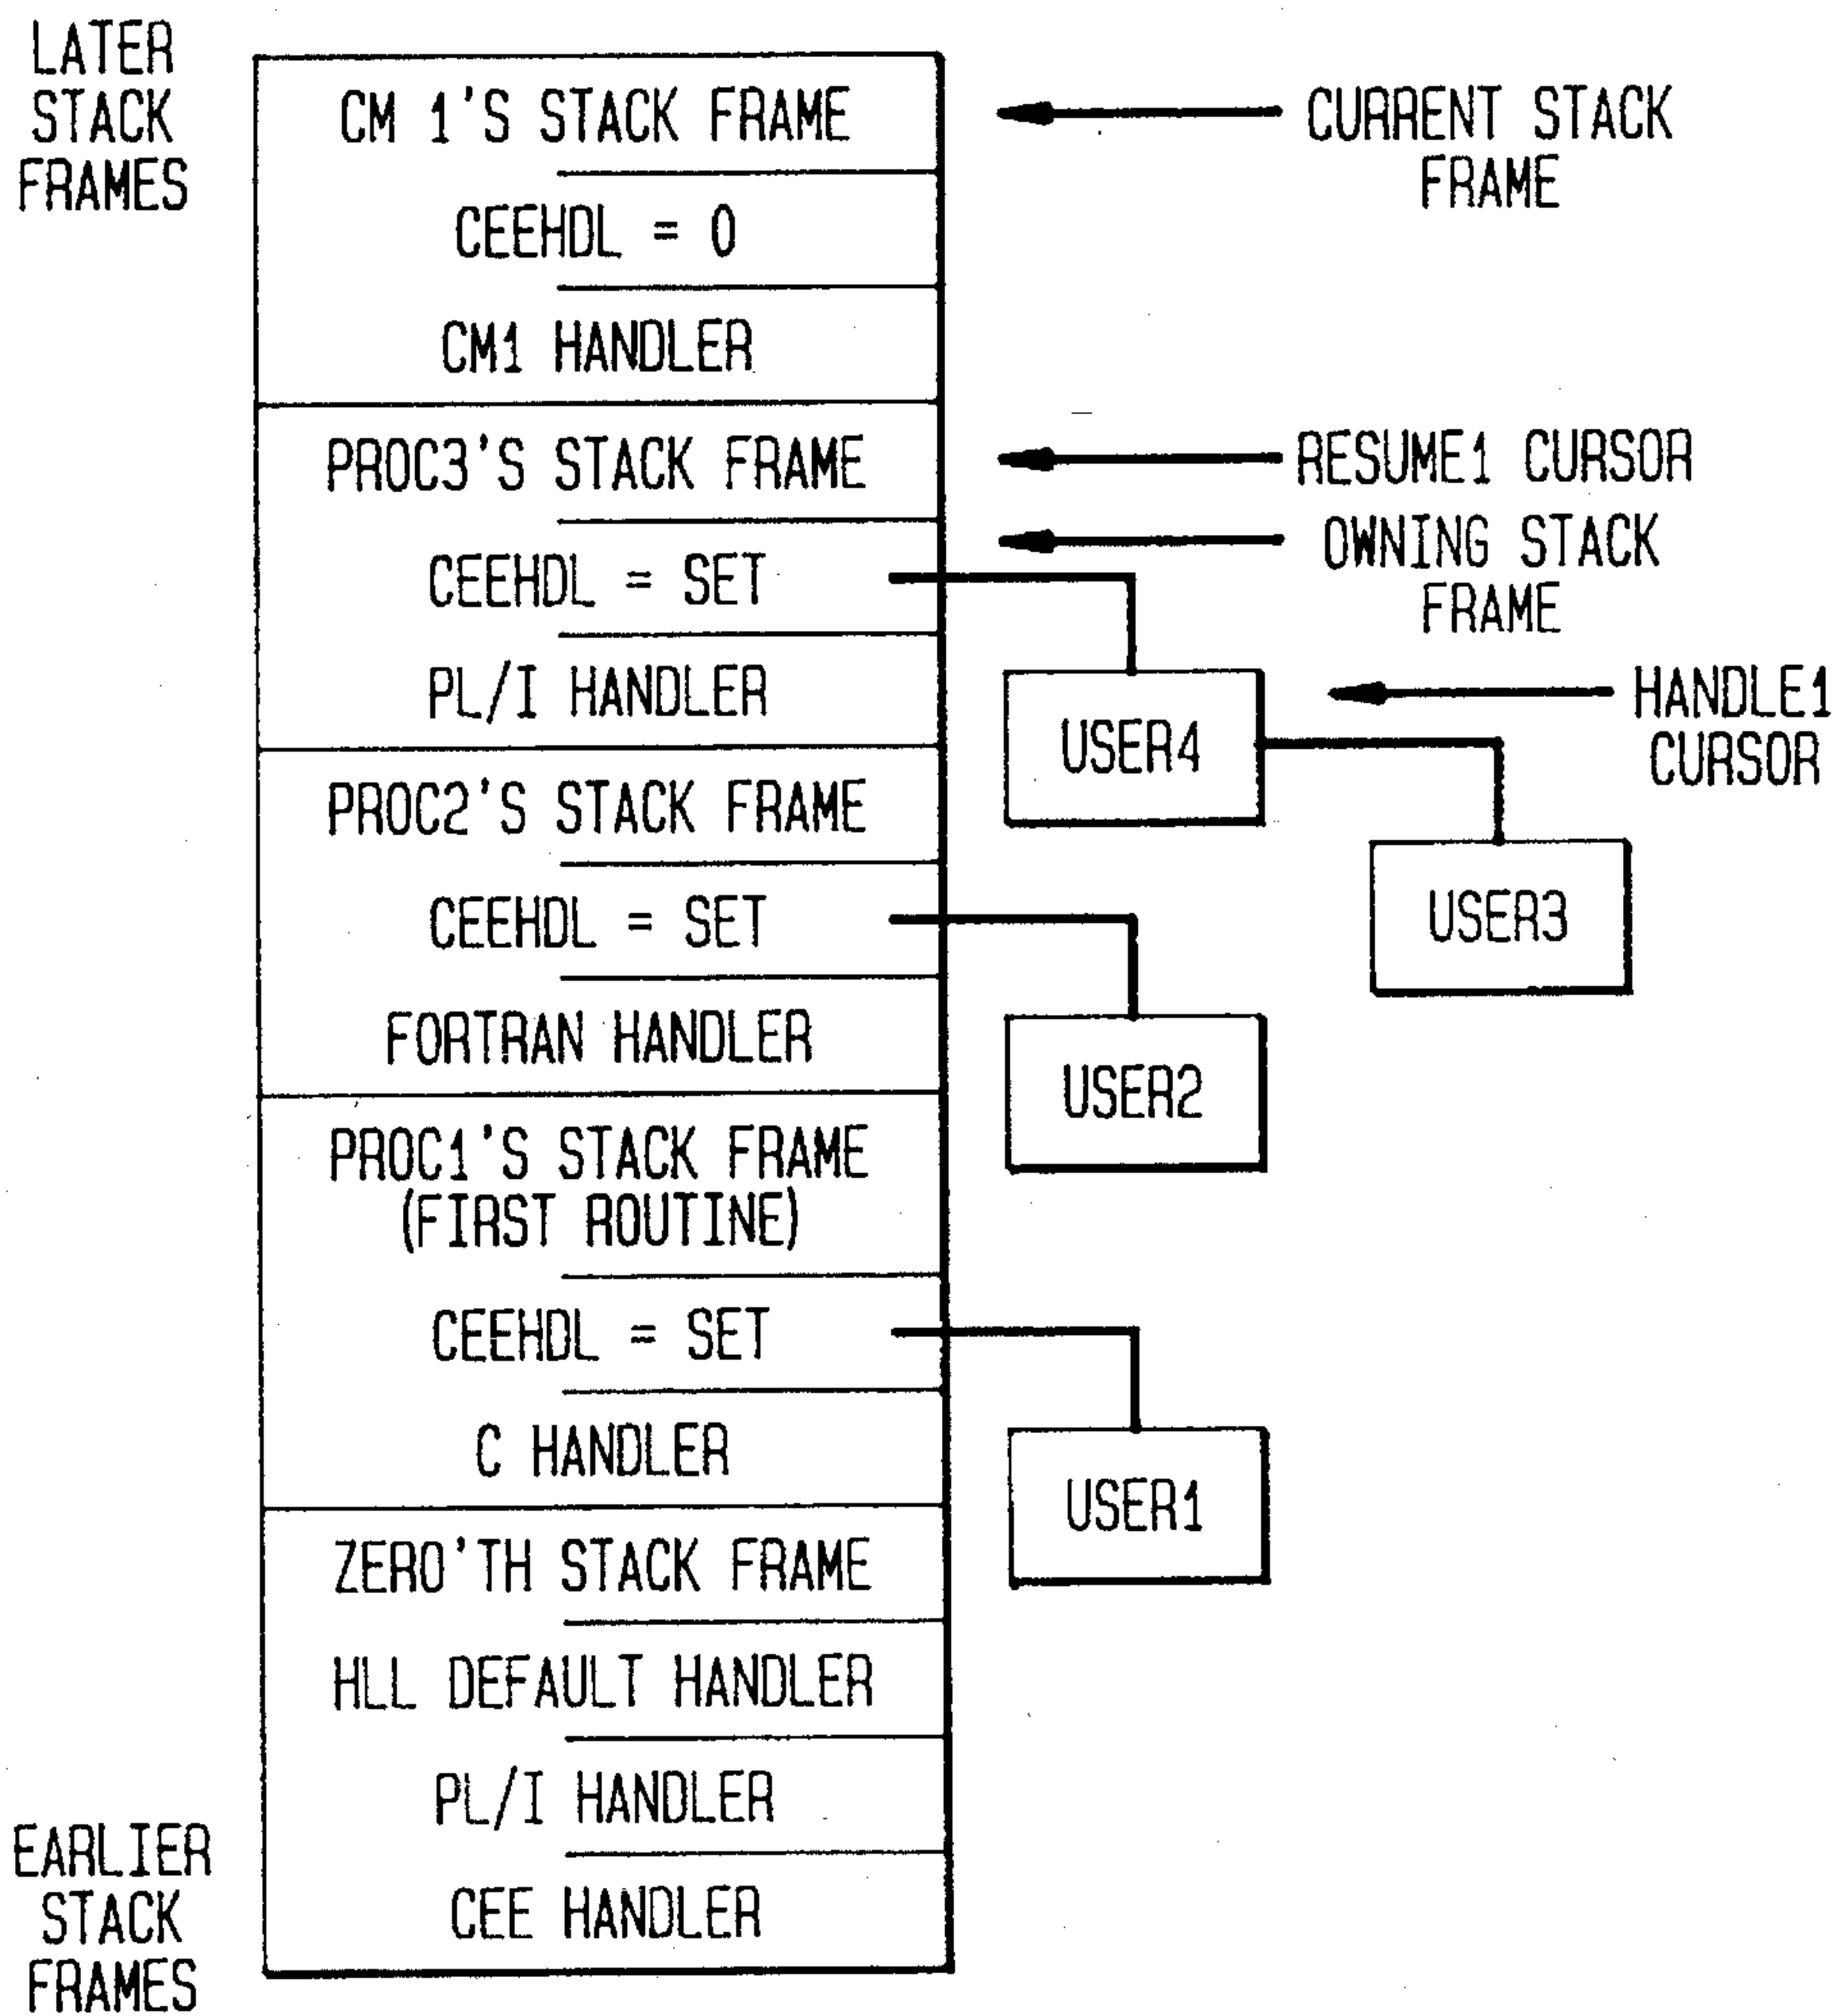 LATER
STACK
FRAMES
CM 1'S STACK FRAME
CEEHDL = 0
CM1 HANDLER
CURRENT STACK
FRAME
PROC3'S STACK FRAME
CEEHDL = SET
PL/I HANDLER
RESUME1 CURSOR
OWNING STACK
FRAME
HANDLE1
CURSOR
USER4
USER3
PROC2'S STACK FRAME
CEEHDL = SET
FORTRAN HANDLER
USER2
PROC1'S STACK FRAME
(FIRST ROUTINE)
CEEHDL = SET
C HANDLER
USER1
ZERO'TH STACK FRAME
HLL DEFAULT HANDLER
PL/I HANDLER
CEE HANDLER
EARLIER
STACK
FRAMES